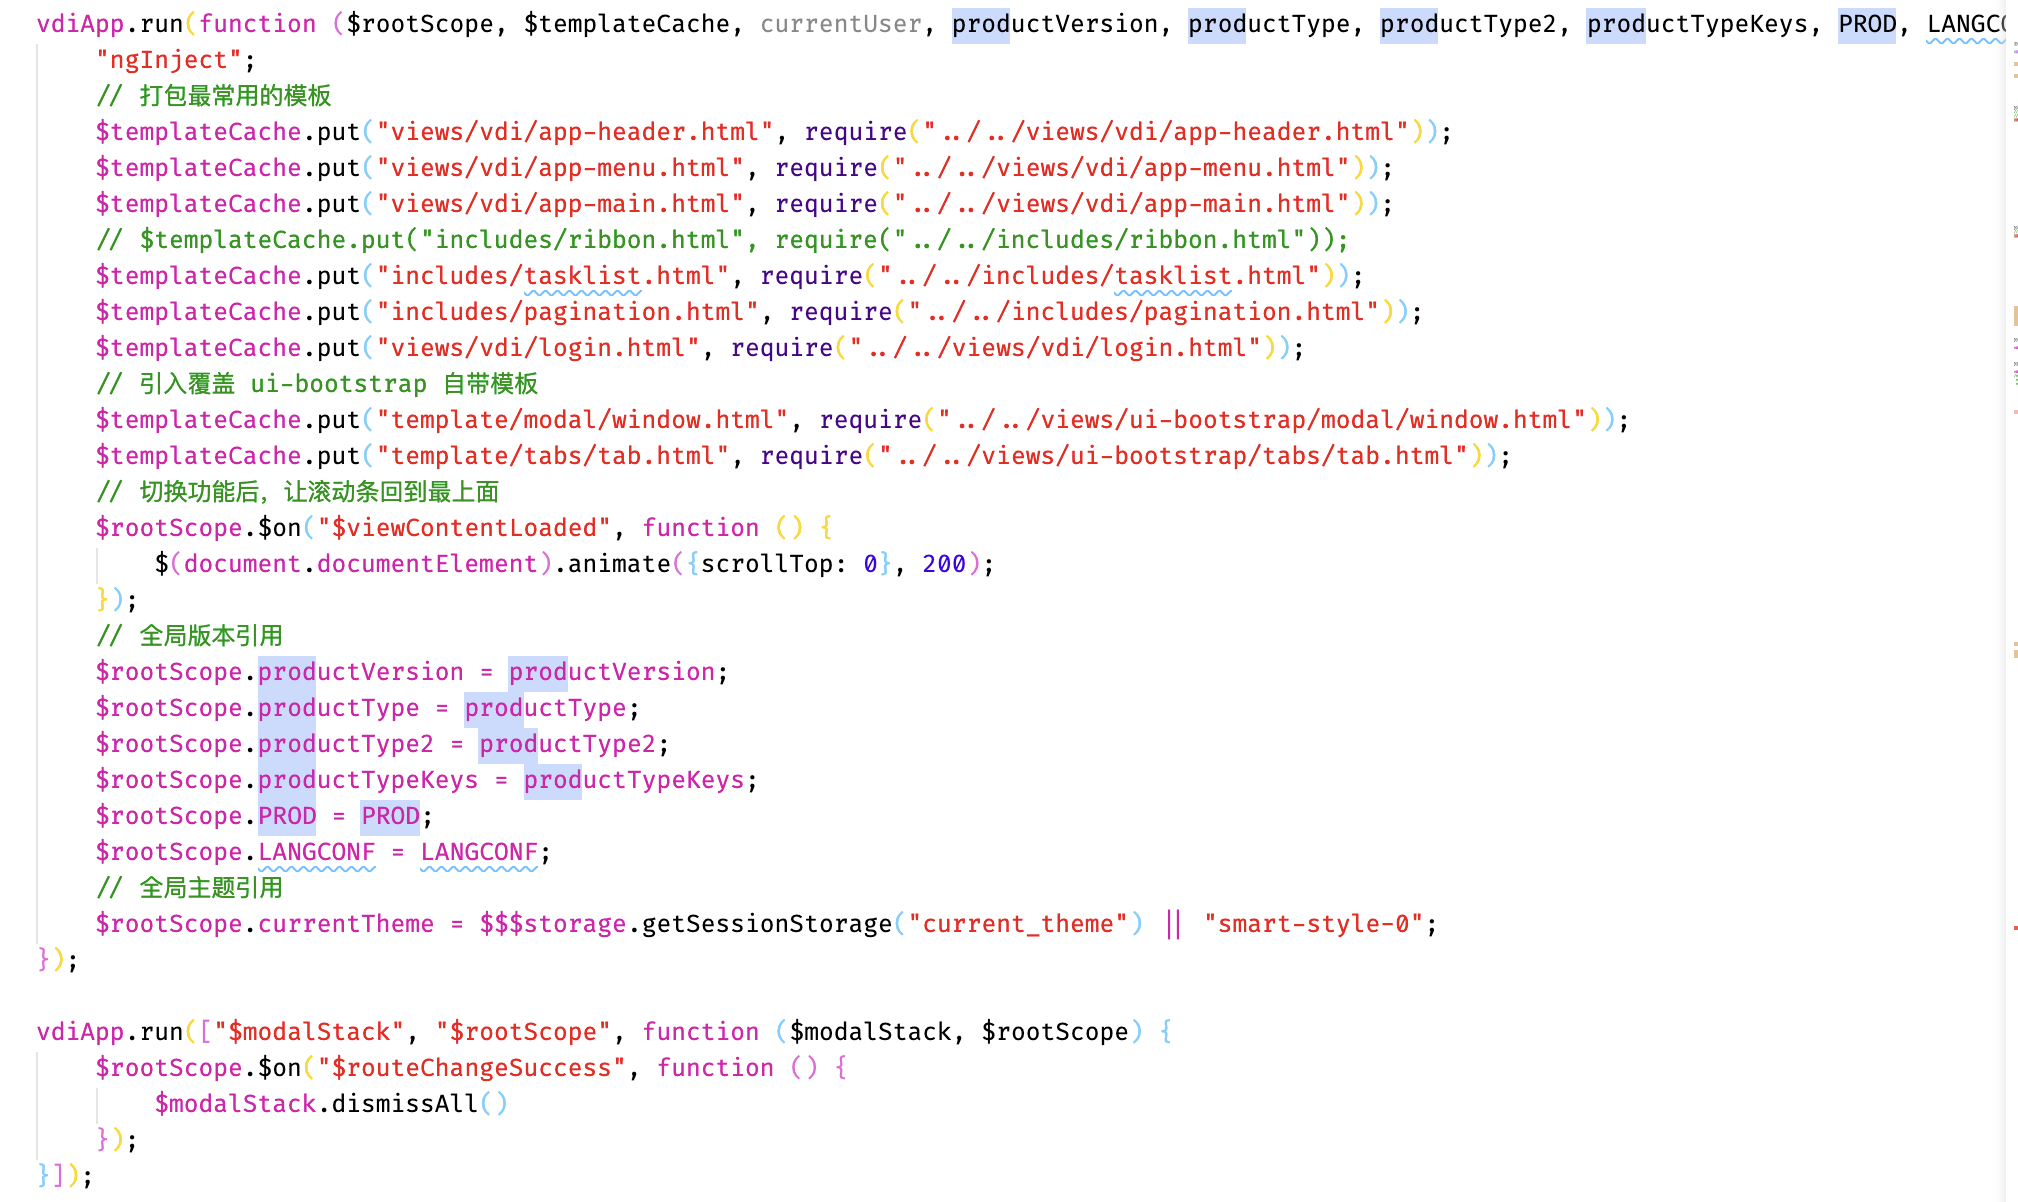 vdiApp.run(function ($rootScope, $templateCache, currentUser, productVersion, productType, productType2, productTypeKeys, PROD,
    "ngInject";
    // 打包最常用的模板
    $templateCache.put("views/vdi/app-header.html", require("../../views/vdi/app-header.html"));
    $templateCache.put("views/vdi/app-menu.html", require("../../views/vdi/app-menu.html"));
    $templateCache.put("views/vdi/app-main.html", require("../../views/vdi/app-main.html"));
    // $templateCache.put("includes/ribbon.html", require("../../includes/ribbon.html"));
    $templateCache.put("includes/tasklist.html", require("../../includes/tasklist.html"));
    $templateCache.put("includes/pagination.html", require("../../includes/pagination.html"));
    $templateCache.put("views/vdi/login.html", require("../../views/vdi/login.html"));
    // 引入覆盖 ui-bootstrap 自带模板
    $templateCache.put("template/modal/window.html", require("../../views/ui-bootstrap/modal/window.html"));
    $templateCache.put("template/tabs/tab.html", require("../../views/ui-bootstrap/tabs/tab.html"));
    // 切换功能后，让滚动条回到最上面
    $rootScope.$on("$viewContentLoaded", function () {
        $(document.documentElement).animate({scrollTop: 0}, 200);
    });
    // 全局版本引用
    $rootScope.productVersion = productVersion;
    $rootScope.productType = productType;
    $rootScope.productType2 = productType2;
    $rootScope.productTypeKeys = productTypeKeys;
    $rootScope.PROD = PROD;
    $rootScope.LANGCONF = LANGCONF;
    // 全局主题引用
    $rootScope.currentTheme = $$$storage.getSessionStorage("current_theme") || "smart-style-0";
});
vdiApp.run(["$modalStack", "$rootScope", function ($modalStack, $rootScope) {
    $rootScope.$on("$routeChangeSuccess", function () {
        $modalStack.dismissAll()
    });
}]);